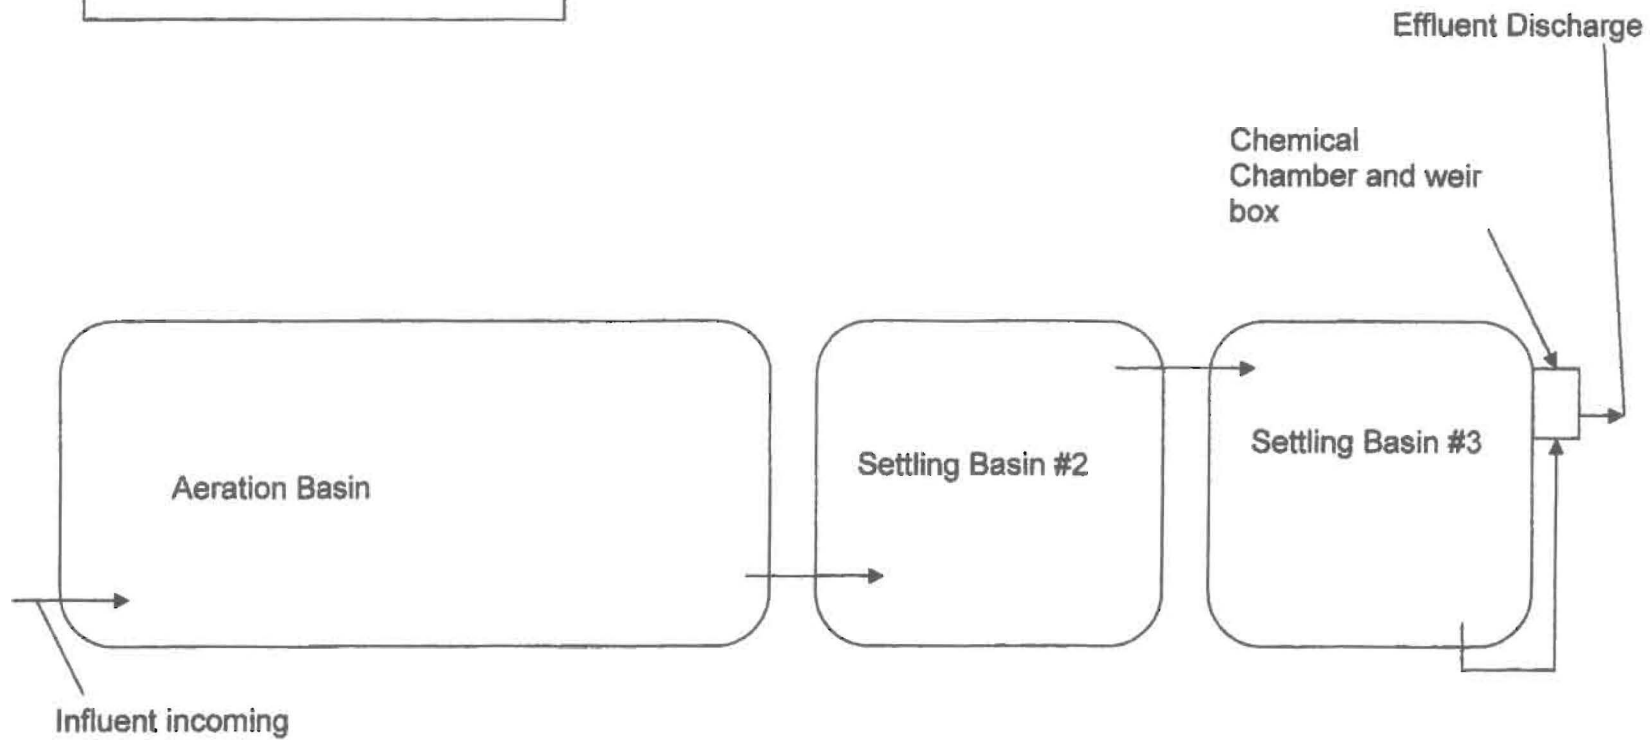 Effluent Discharge
Chemical
Chamber and weir
box
Settling Basin #3
Settling Basin #2
Aeration Basin
Influent incoming